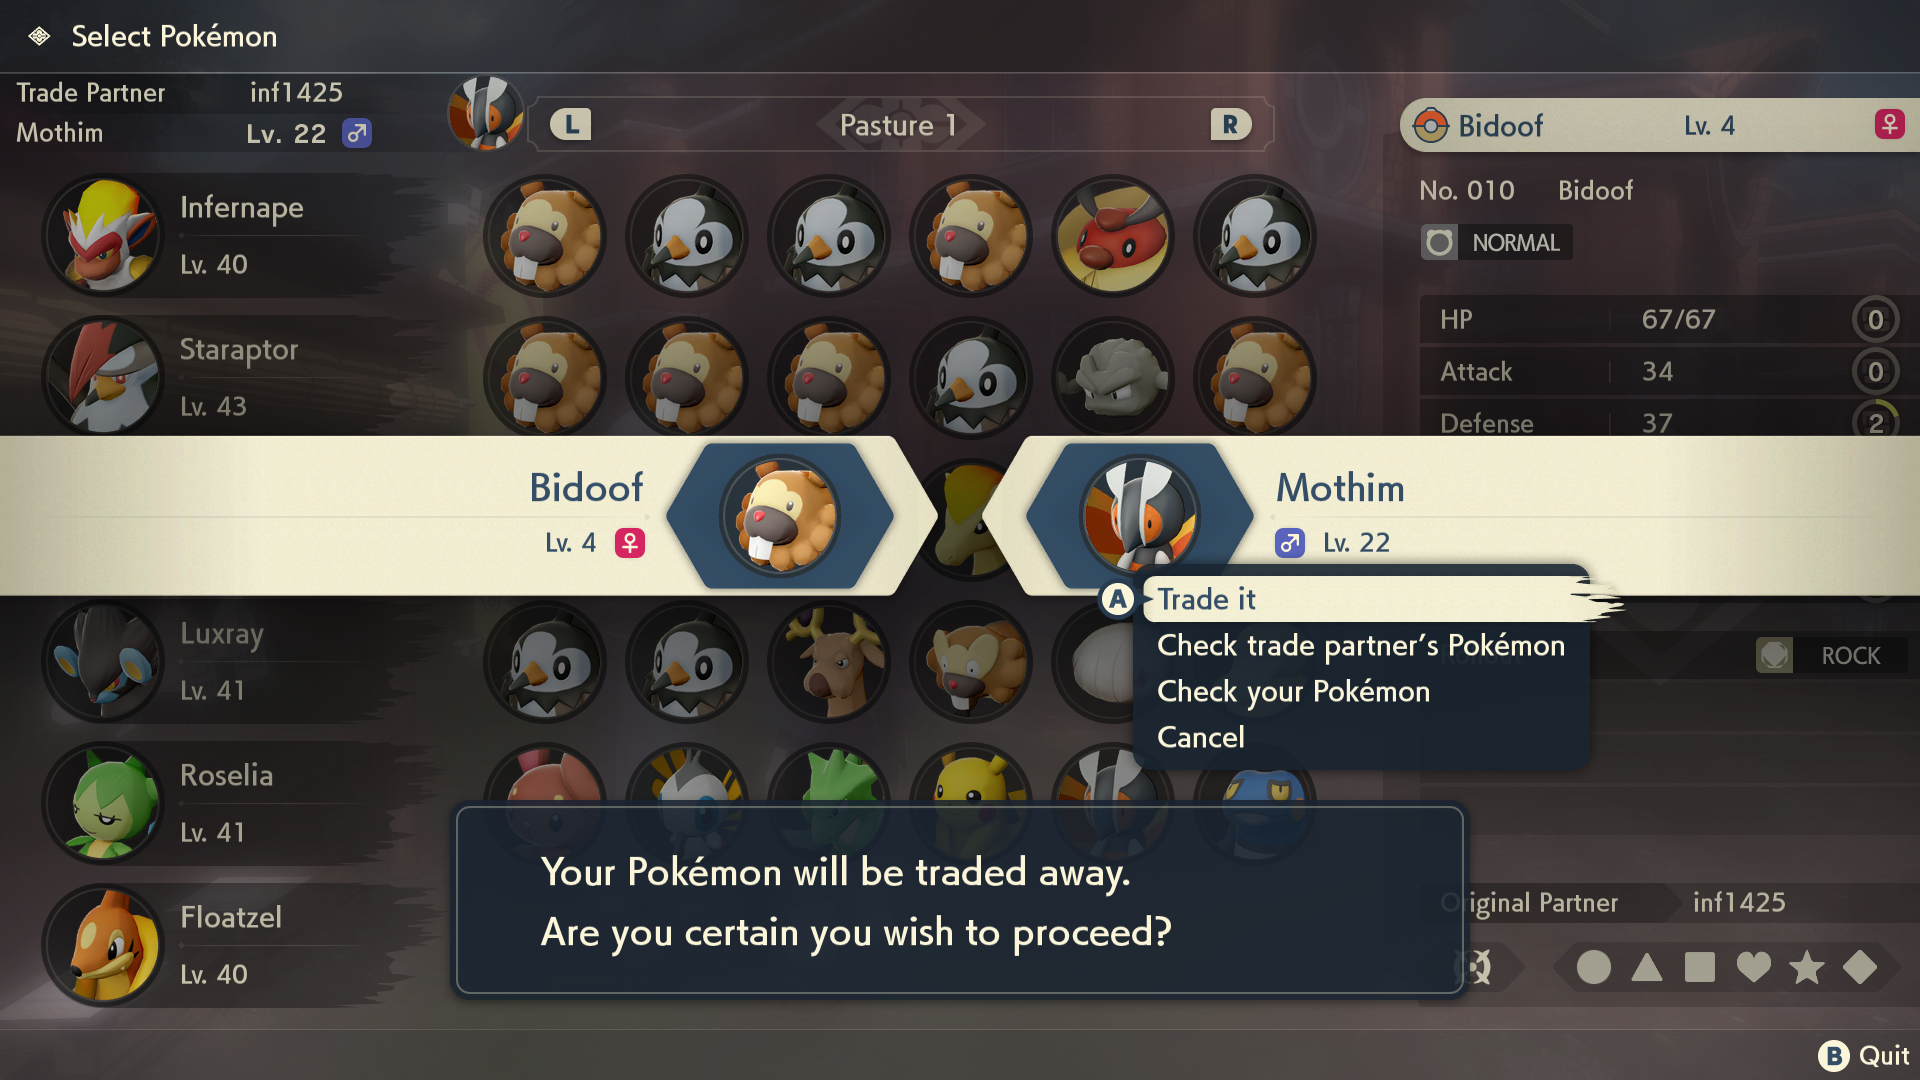 Select Pokémon
Trade Partner inf1425
Mothim Lv. 22
L Pasture 1 R
Bidoof Lv. 4
No. 010 Bidoof
NORMAL
HP 67/67 0
Attack 34 0
Defense 37 2
Infernape
Lv. 40
Staraptor
Lv. 43
Bidoof
Lv. 4
Mothim
Lv. 22
A Trade it
Check trade partner's Pokémon
Check your Pokémon
Cancel
ROCK
Luxray
Lv. 41
Roselia
Lv. 41
Floatzel
Lv. 40
Your Pokémon will be traded away.
Are you certain you wish to proceed?
Original Partner inf1425
B Quit